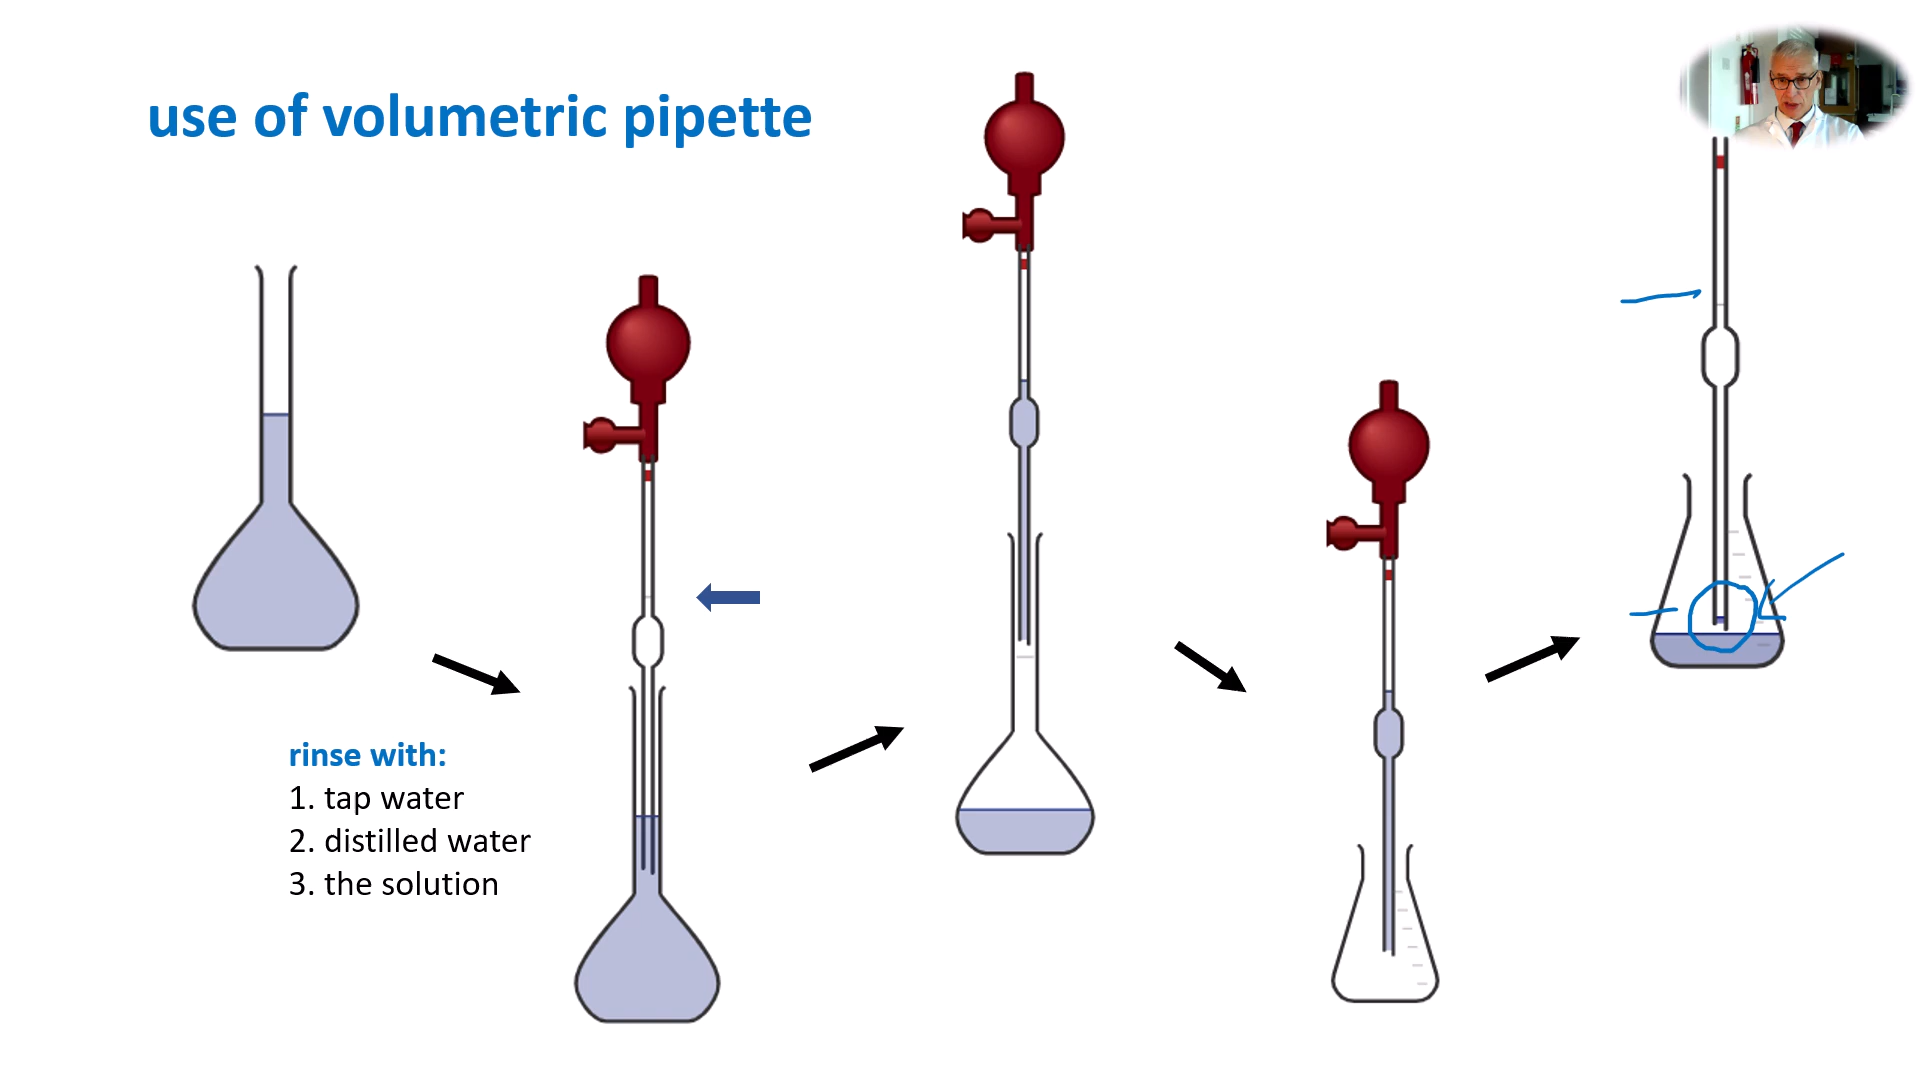 use of volumetric pipette
rinse with:
1. tap water
2. distilled water
3. the solution